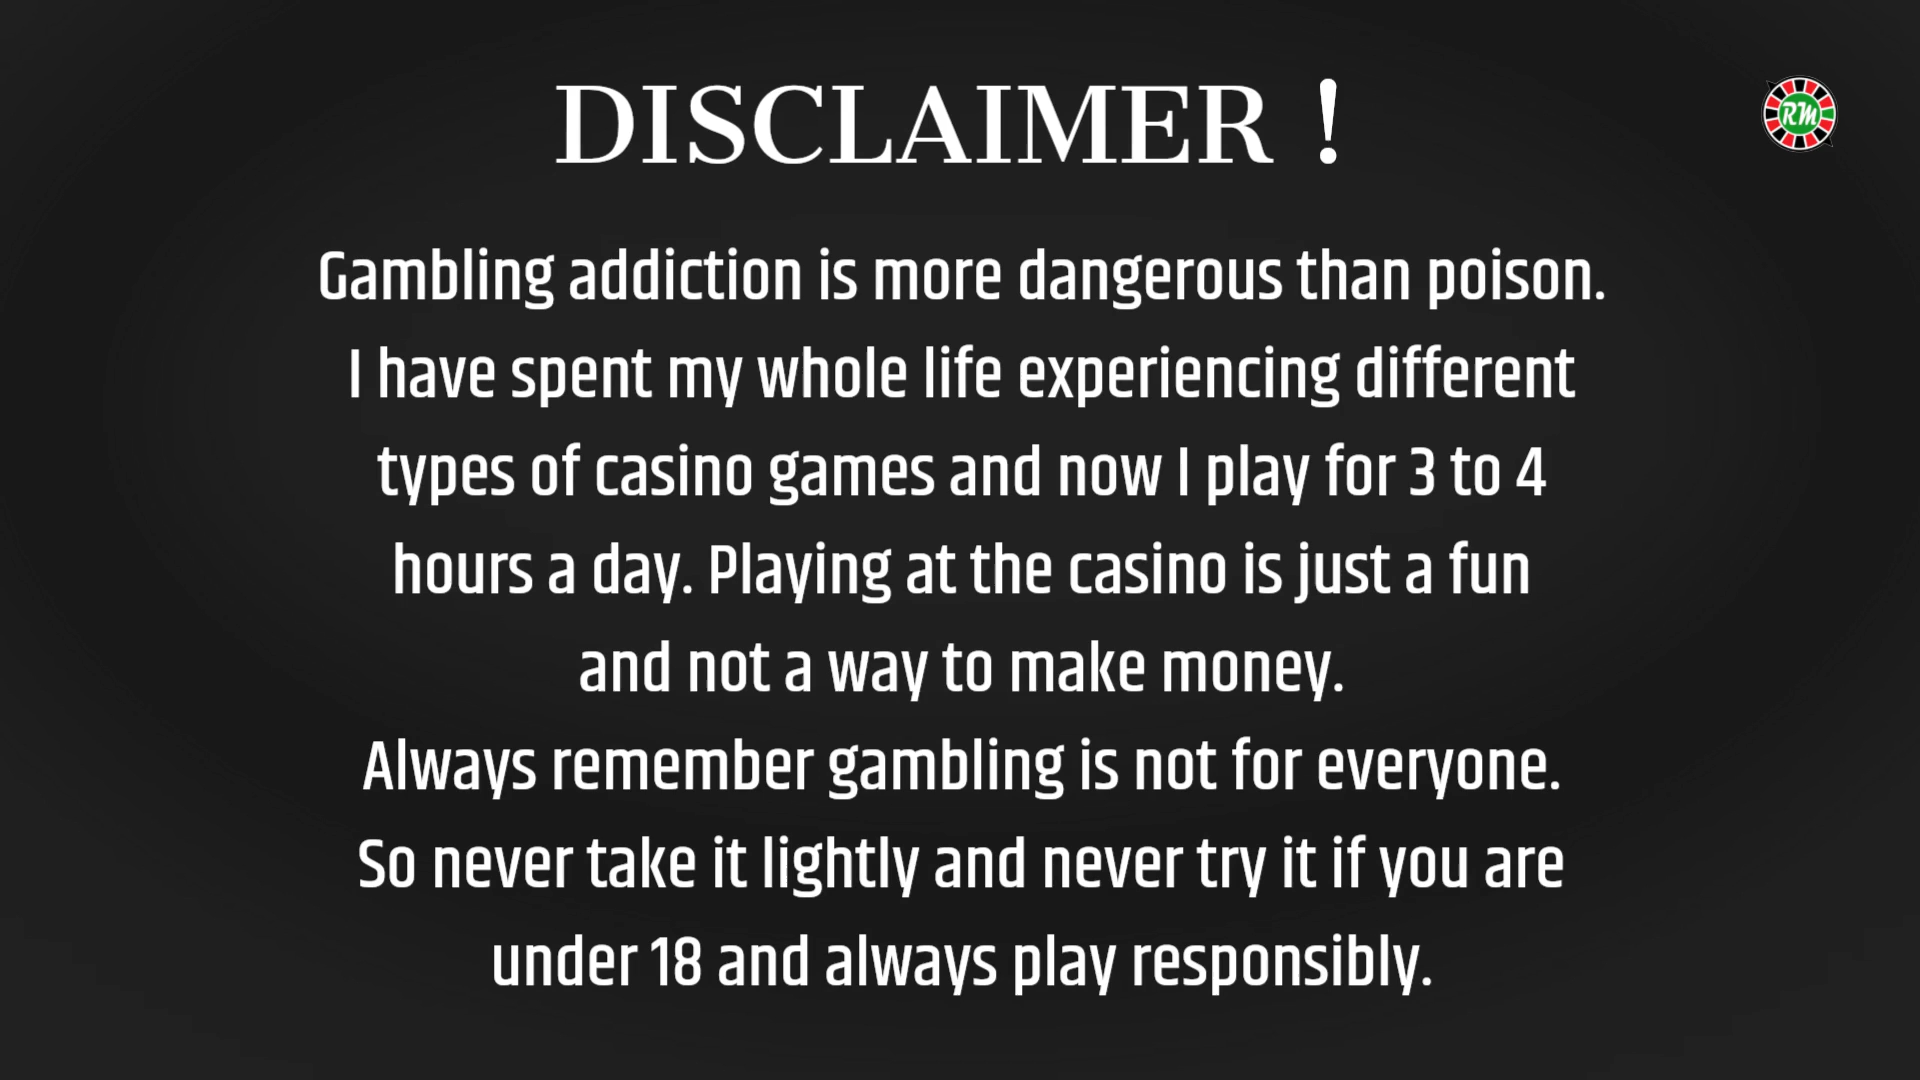 DISCLAIMER !
RM
Gambling addiction is more dangerous than poison.
I have spent my whole life experiencing different
types of casino games and now I play for 3 to 4
hours a day. Playing at the casino is just a fun
and not a way to make money.
Always remember gambling is not for everyone.
So never take it lightly and never try it if you are
under 18 and always play responsibly.